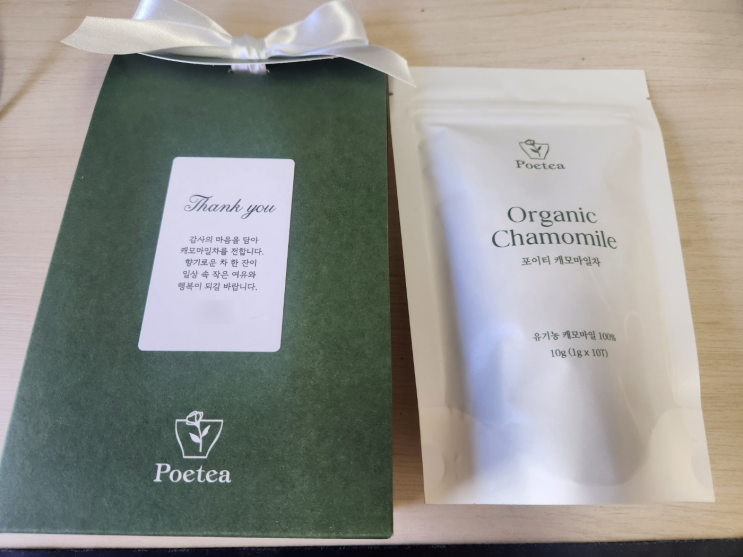 Thank you
감사의 마음을 담아
캐모마일차를 전합니다.
향기로운 차 한 잔이
일상 속 작은 여유와
행복이 되길 바랍니다.
Poetea
Poetea
Organic
Chamomile
포이티 캐모마일차
유기농 캐모마일 100%
10g (1g x 10T)